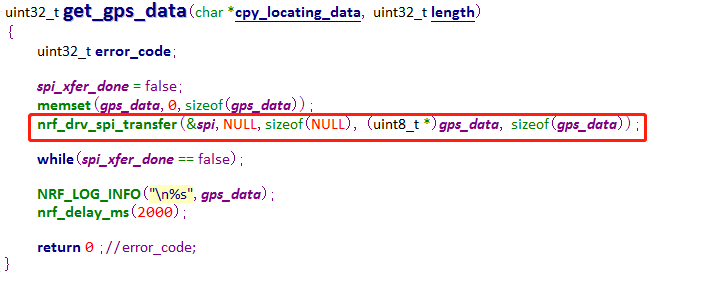 uint32_t get_gps_data(char *cpy_locating_data, uint32_t length)
{
uint32_t error_code;
spi_xfer_done = false;
memset(gps_data, 0, sizeof(gps_data));
nrf_drv_spi_transfer(&spi, NULL, sizeof(NULL), (uint8_t *)gps_data, sizeof(gps_data));
while(spi_xfer_done == false);
NRF_LOG_INFO("\n%s", gps_data);
nrf_delay_ms(2000);
return 0 ;//error_code;
}